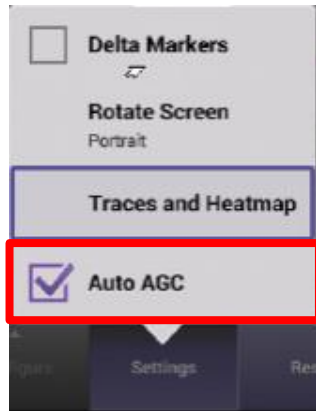 Delta Markers
Rotate Screen
Portrait
Traces and Heatmap
Auto AGC
Settings